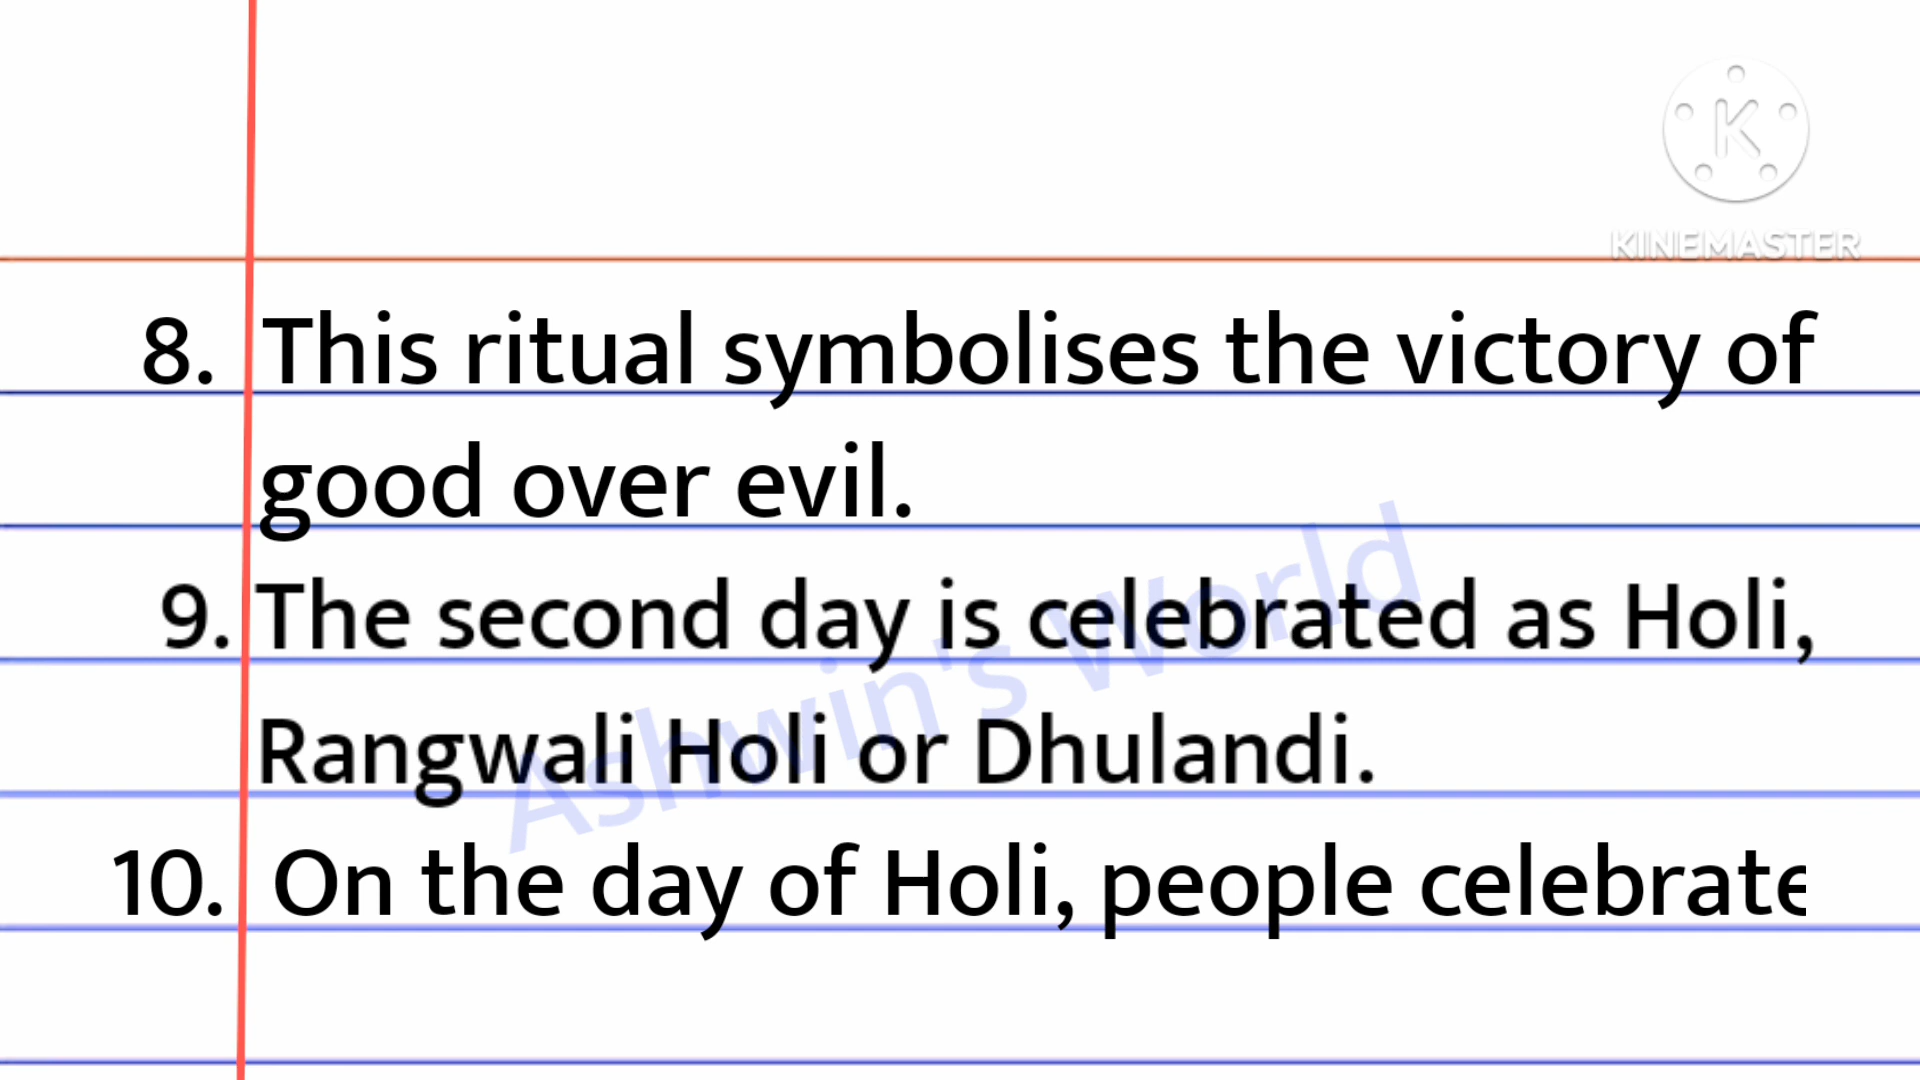 KINEMASTER
8. This ritual symbolises the victory of
good over evil.
9. The second day is celebrated as Holi,
Rangwali Holi or Dhulandi.
10. On the day of Holi, people celebrate
Ashwin's World